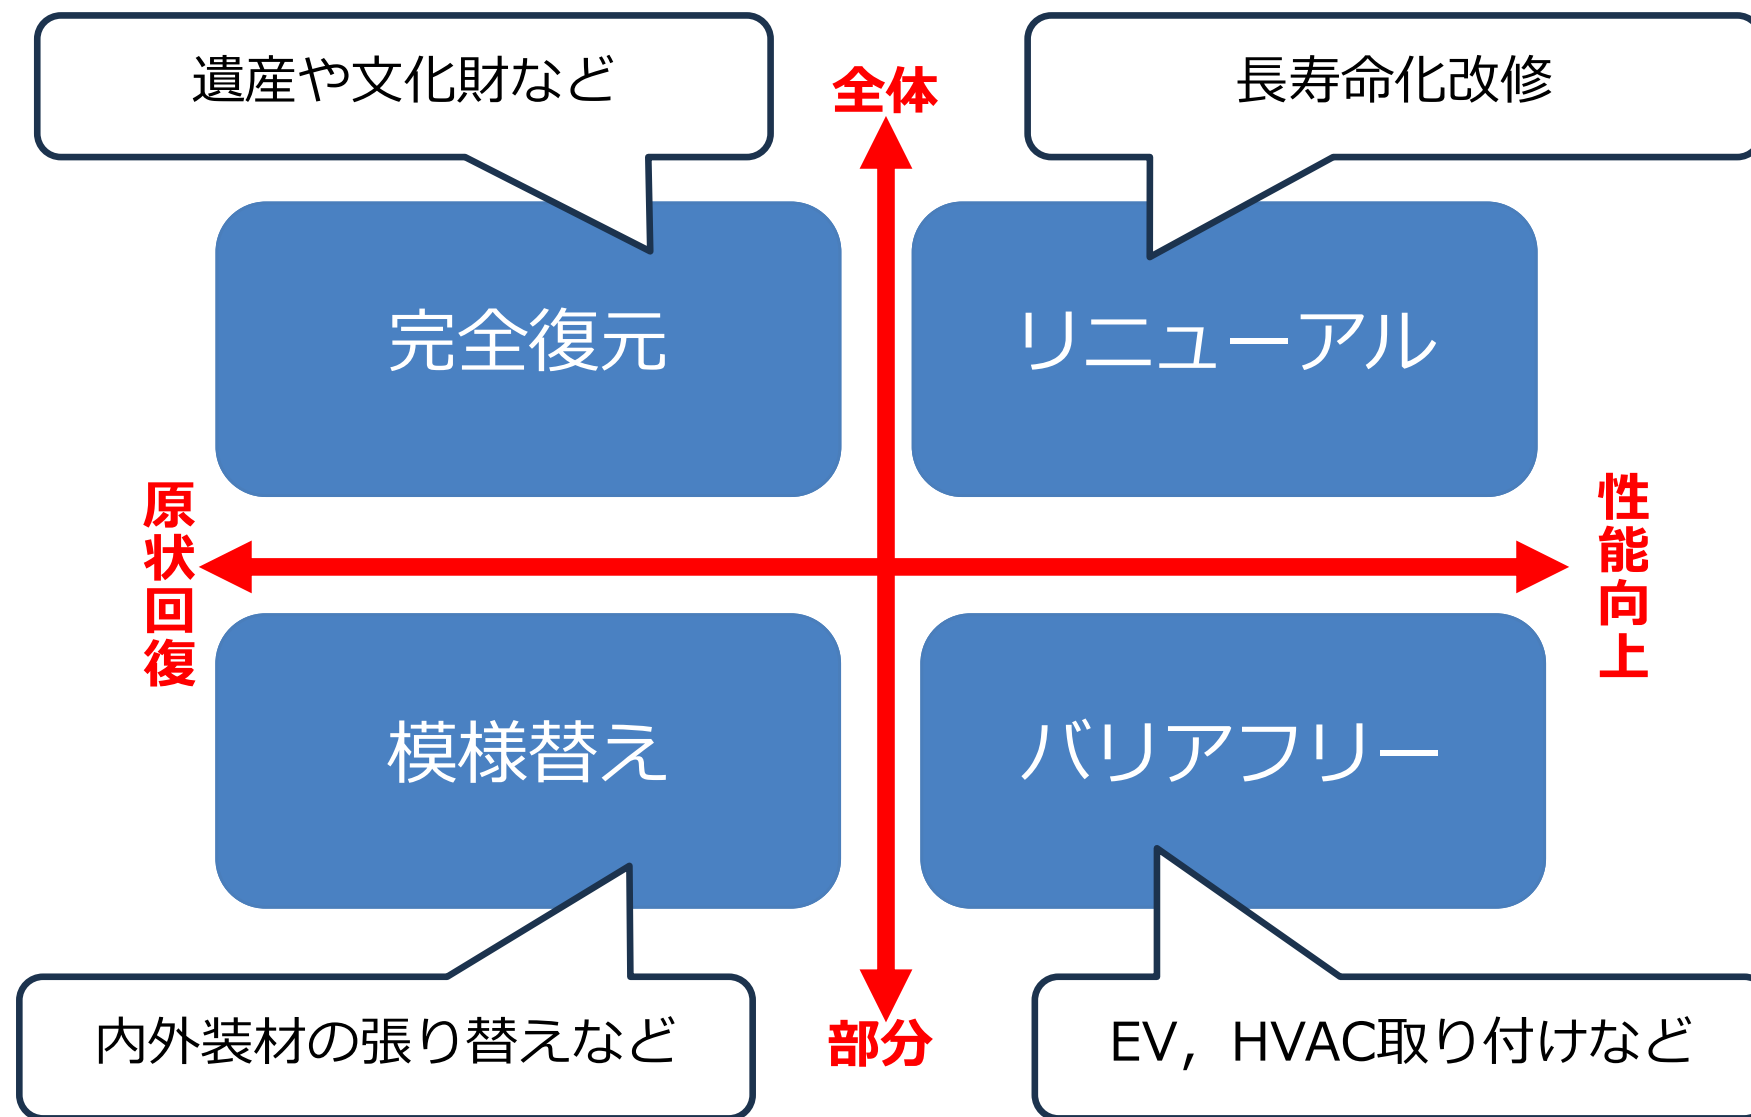 遺産や文化財など
全体
長寿命化改修
完全復元
リニューアル
原状回復
性能向上
模様替え
バリアフリー
内外装材の張り替えなど
部分
EV，HVAC取り付けなど